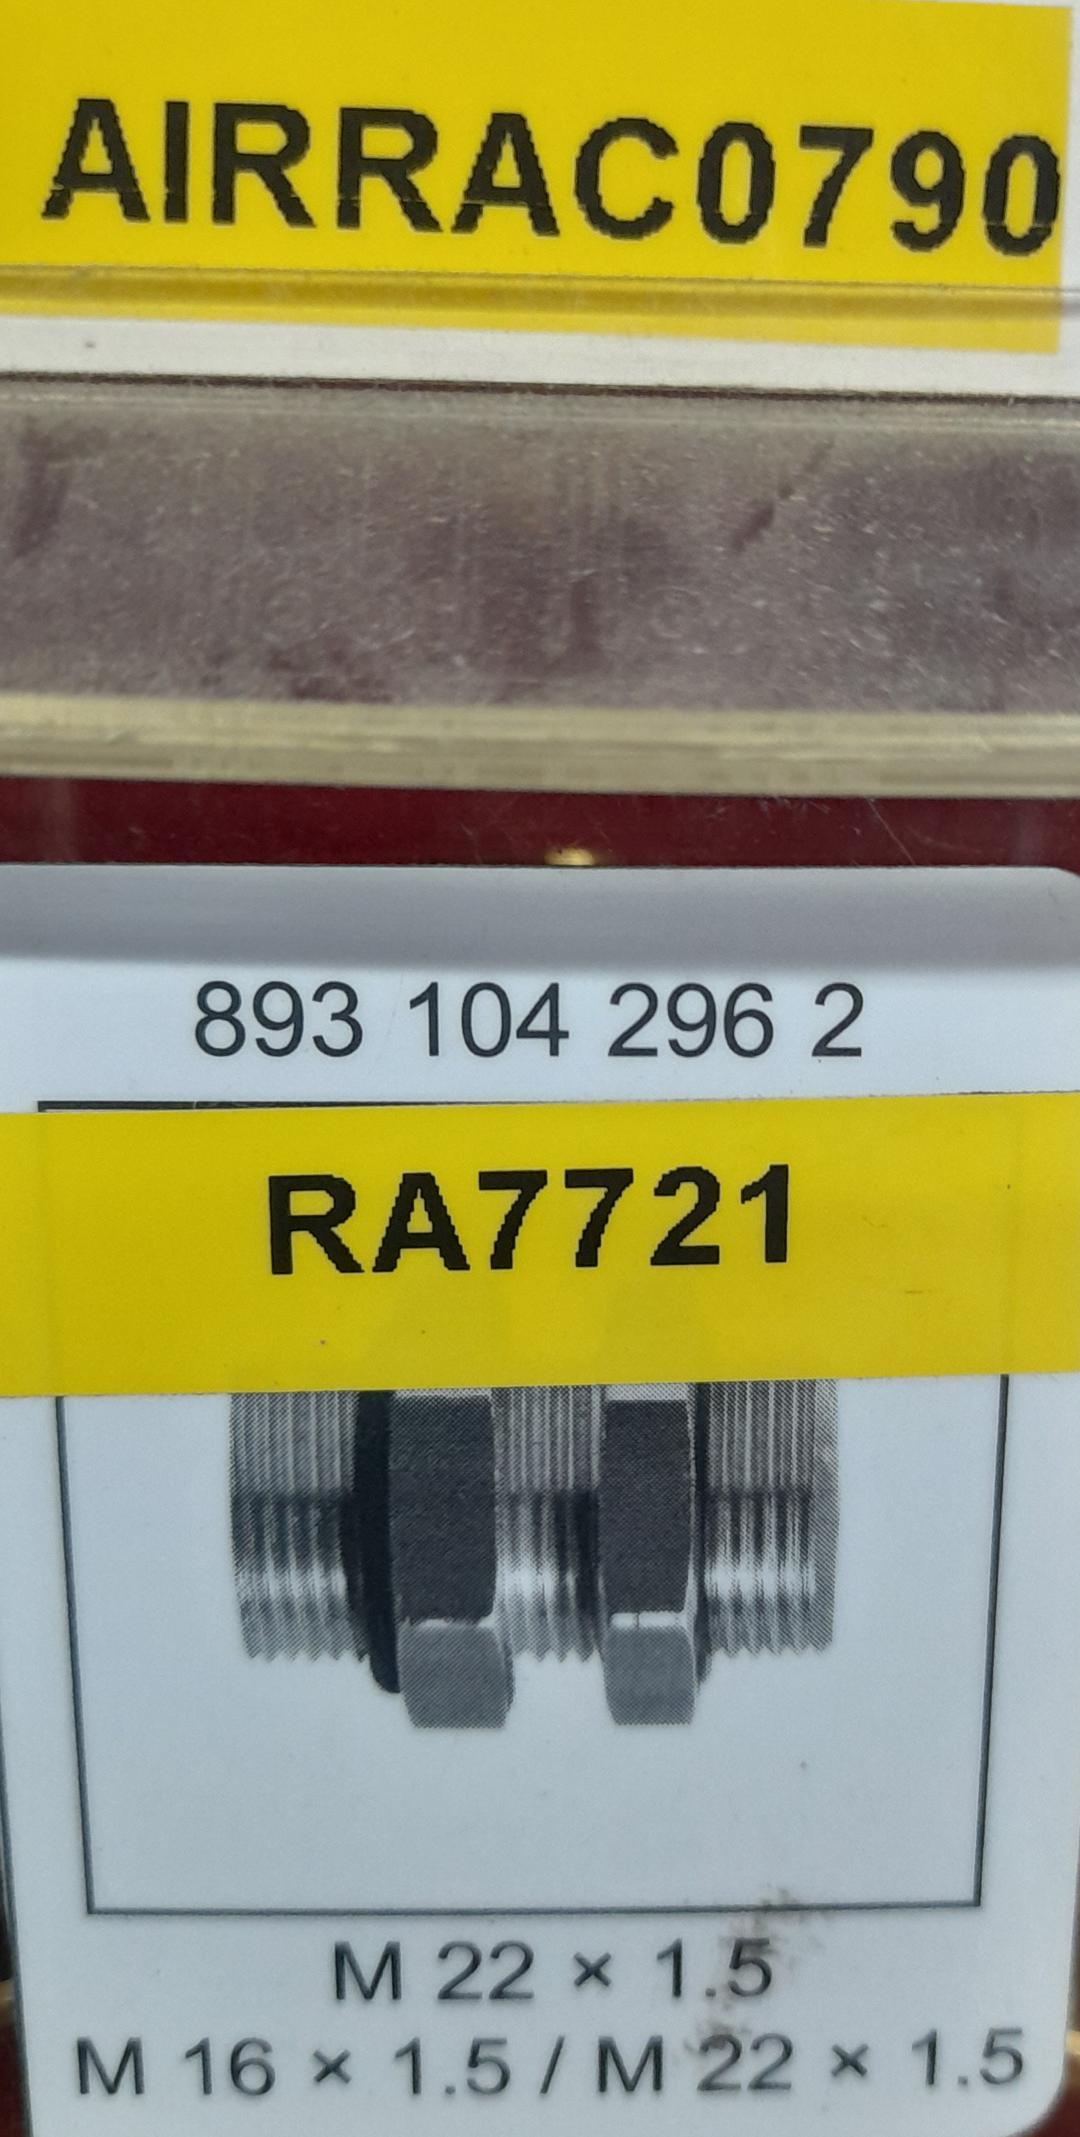 AIRRAC0790
893 104 296 2
RA7721
M 22 × 1.5
M 16 × 1.5 / M 22 × 1.5